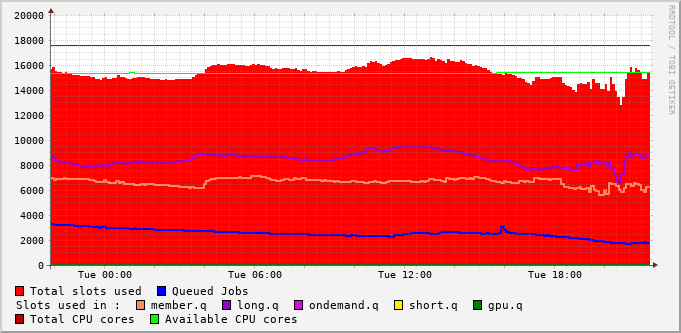 20000
18000
16000
14000
12000
10000
8000
6000
4000
2000
0
Tue 00:00 Tue 06:00 Tue 12:00 Tue 18:00
Total slots used Queued Jobs
Slots used in : member.q long.q ondemand.q short.q gpu.q
Total CPU cores Available CPU cores
RRDTOOL / TOBI OETIKER